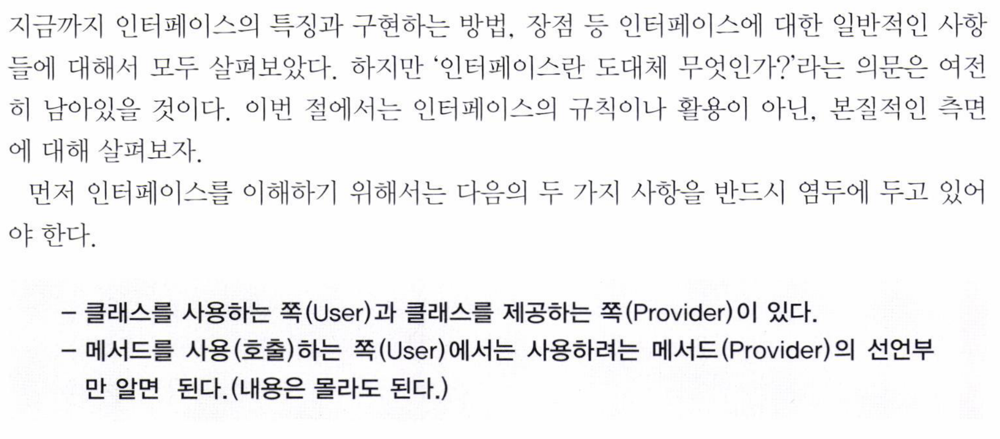 지금까지 인터페이스의 특징과 구현하는 방법, 장점 등 인터페이스에 대한 일반적인 사항
들에 대해서 모두 살펴보았다. 하지만 ‘인터페이스란 도대체 무엇인가?’라는 의문은 여전
히 남아있을 것이다. 이번 절에서는 인터페이스의 규칙이나 활용이 아닌, 본질적인 측면
에 대해 살펴보자.
먼저 인터페이스를 이해하기 위해서는 다음의 두 가지 사항을 반드시 염두에 두고 있어
야 한다.
– 클래스를 사용하는 쪽(User)과 클래스를 제공하는 쪽(Provider)이 있다.
– 메서드를 사용(호출)하는 쪽(User)에서는 사용하려는 메서드(Provider)의 선언부
만 알면 된다.(내용은 몰라도 된다.)